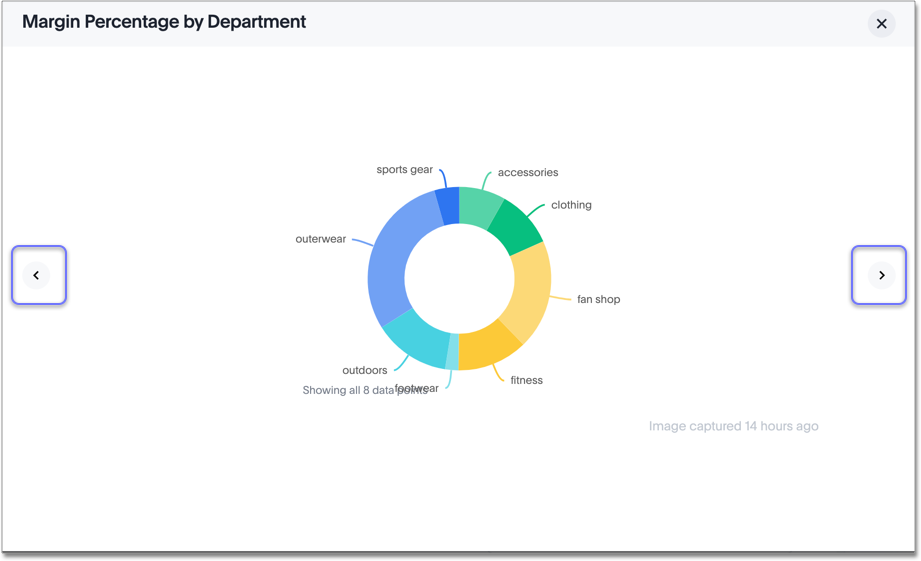 Margin Percentage by Department
sports gear
accessories
clothing
outerwear
fan shop
outdoors
fitness
footwear
Showing all 8 data points
Image captured 14 hours ago